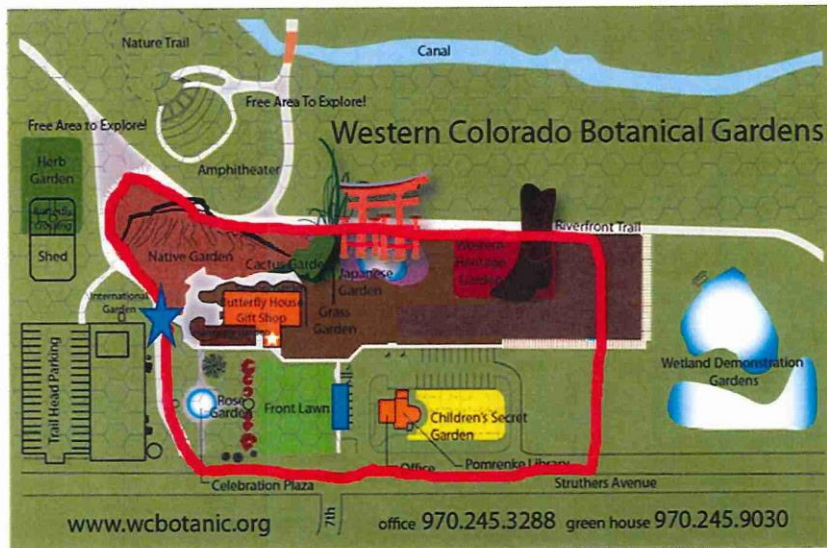 Nature Trail
Canal
Free Area To Explore!
Free Area to Explore!
Western Colorado Botanical Gardens
Amphitheater
Herb
Garden
Shed
Riverfront Trail
Native Garden
Cactus Garden
Japanese
Garden
Western
Heritage
Garden
International
Garden
Butterfly House
Gift Shop
Grass
Garden
Trail Head Parking
Wetland Demonstration
Gardens
Rose
Garden
Front Lawn
Children's Secret
Garden
Office
Pomrenke Library
Celebration Plaza
Struthers Avenue
7th
www.wcbotanic.org
office 970.245.3288 green house 970.245.9030